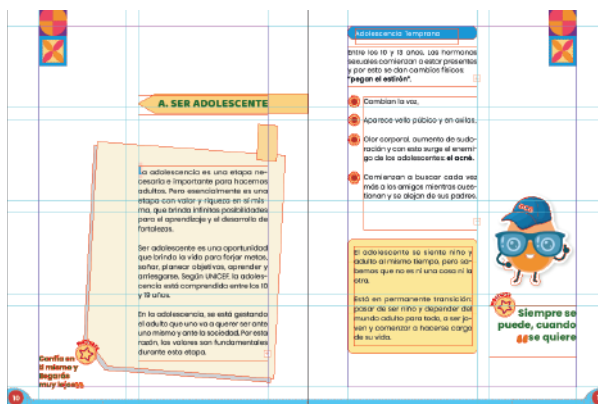 A. SER ADOLESCENTE
La adolescencia es una etapa ne-
cesaria e importante para hacernos
adultos. Pero esencialmente es una
etapa con valor y riqueza en sí mis-
ma, que brinda infinitas posibilidades
para el aprendizaje y el desarrollo de
fortalezas.
Ser adolescente es una oportunidad
que brinda la vida para forjar metas,
soñar, planear objetivos, aprender y
arriesgarse. Según UNICEF, la adoles-
cencia está comprendida entre los 10
y 19 años.
En la adolescencia, se está gestando
el adulto que uno va a querer ser ante
uno mismo y ante la sociedad. Por esta
razón, los valores son fundamentales
durante esta etapa.
Confía en
ti mismo y
llegarás
muy lejos
10
Adolescencia Temprana
Entre los 10 y 13 años. Las hormonas
sexuales comienzan a estar presentes
y por esto se dan cambios físicos:
"pegan el estirón".
Cambian la voz,
Aparece vello púbico y en axilas,
Olor corporal, aumento de sudo-
ración y con esto surge el enemi-
go de los adolescentes: el acné.
Comienzan a buscar cada vez
más a los amigos mientras cues-
tionan y se alejan de sus padres.
El adolescente se siente niño y
adulto al mismo tiempo, pero sa-
bemos que no es ni una cosa ni la
otra.
Está en permanente transición:
pasar de ser niño y depender del
mundo adulto para todo, a ser jo-
ven y comenzar a hacerse cargo
de su vida.
Siempre se
puede, cuando
se quiere